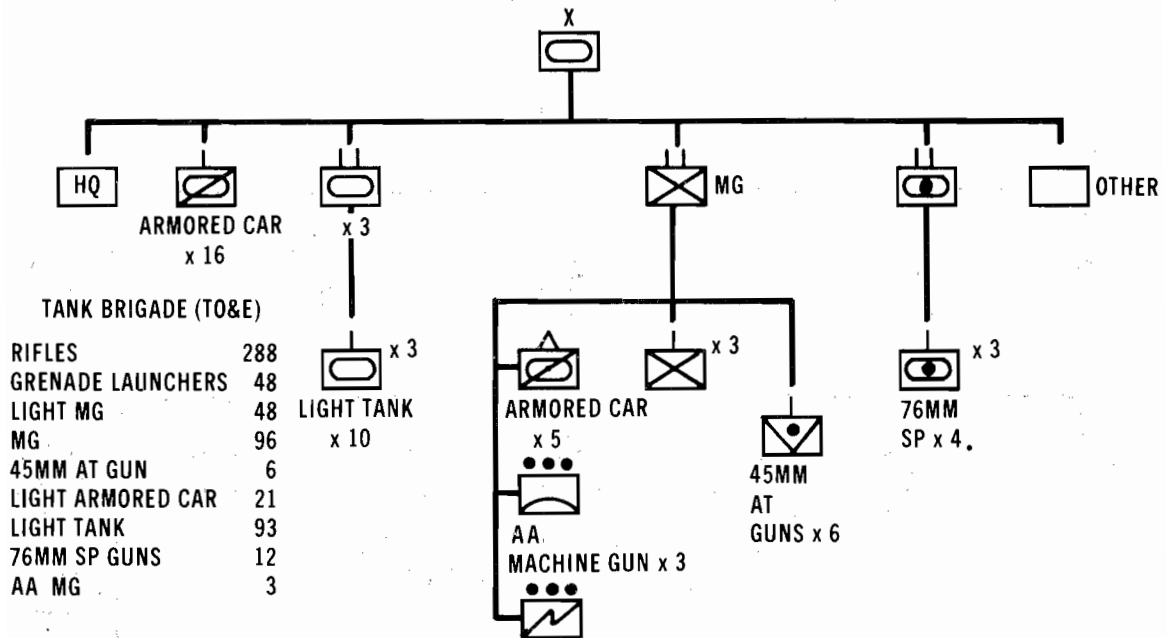 X
HQ
ARMORED CAR
x 16
x 3
MG
OTHER
TANK BRIGADE (TO&E)
RIFLES 288
GRENADE LAUNCHERS 48
LIGHT MG 48
MG 96
45MM AT GUN 6
LIGHT ARMORED CAR 21
LIGHT TANK 93
76MM SP GUNS 12
AA MG 3
x 3
LIGHT TANK
x 10
ARMORED CAR
x 5
AA
MACHINE GUN x 3
x 3
45MM
AT
GUNS x 6
x 3
76MM
SP x 4.